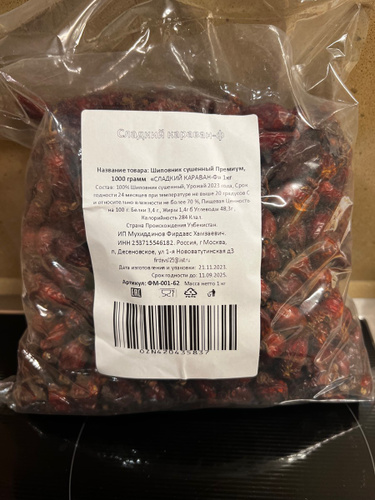 Сладкий караван-ф
Название товара: Шиповник сушенный Премиум,
1000 грамм «СЛАДКИЙ КАРАВАН-Ф» 1кг
Состав: 100% Шиповник сушенный, Урожай 2023 года, Срок
годности 24 месяцев при температуре не выше 20 градусов С
и относительно влажности не более 70 %, Пищевая Ценность
на 100 г: Белки 3,4 г., Жиры 1,4г б Углеводы 48,3г,
Калорийность 284 Ккал.
Страна Происхождения Узбекистан.
ИП Мухиддинов Фирдавс Хамзаевич.
ИНН 233715546182. Россия, г Москва,
п, Десеновское, ул 1-я Нововатутинская д3
Дата изготовления и упаковки: 21.11.2023.
Срок годности до: 11.09.2025.
Артикул: ФМ-001-62 Масса нетто 1 кг
OZN420435837